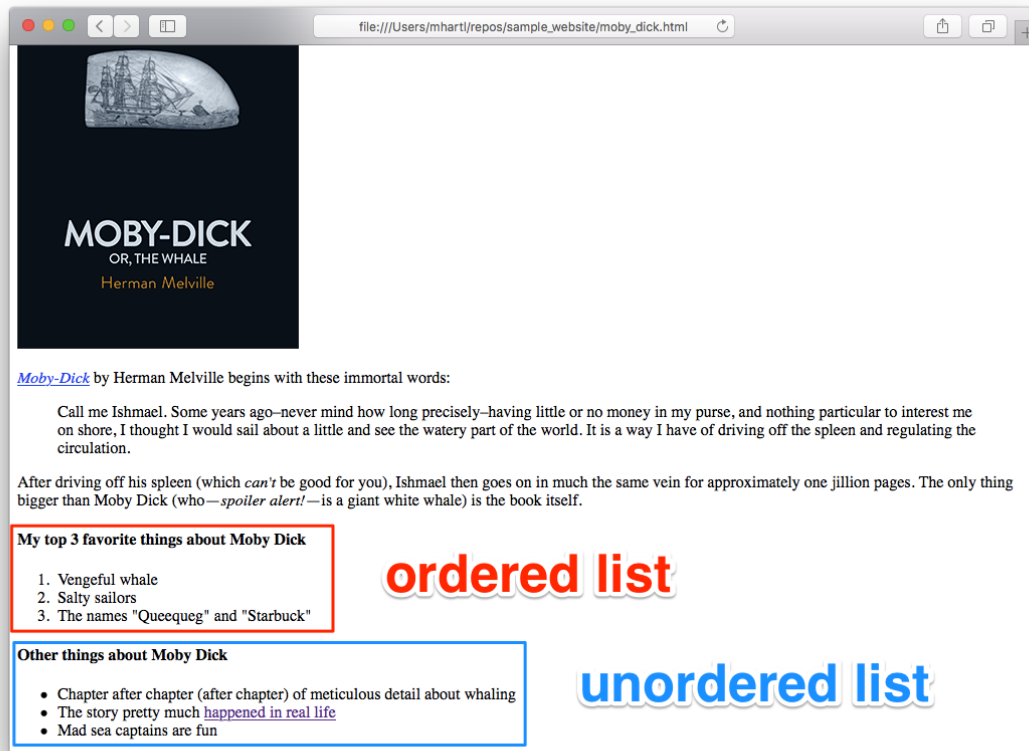 file:///Users/mhartl/repos/sample_website/moby_dick.html
MOBY-DICK
OR, THE WHALE
Herman Melville
Moby-Dick by Herman Melville begins with these immortal words:
Call me Ishmael. Some years ago–never mind how long precisely–having little or no money in my purse, and nothing particular to interest me
on shore, I thought I would sail about a little and see the watery part of the world. It is a way I have of driving off the spleen and regulating the
circulation.
After driving off his spleen (which can't be good for you), Ishmael then goes on in much the same vein for approximately one jillion pages. The only thing
bigger than Moby Dick (who—spoiler alert!—is a giant white whale) is the book itself.
My top 3 favorite things about Moby Dick
1. Vengeful whale
2. Salty sailors
3. The names "Queequeg" and "Starbuck"
ordered list
Other things about Moby Dick
• Chapter after chapter (after chapter) of meticulous detail about whaling
• The story pretty much happened in real life
• Mad sea captains are fun
unordered list